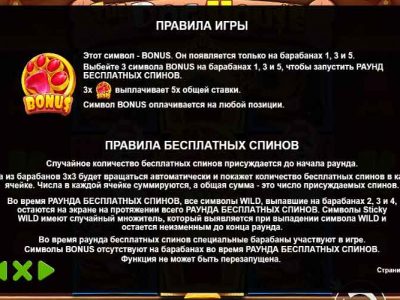 ПРАВИЛА ИГРЫ
Этот символ - BONUS. Он появляется только на барабанах 1, 3 и 5.
Выбейте 3 символа BONUS на барабанах 1, 3 и 5, чтобы запустить РАУНД
БЕСПЛАТНЫХ СПИНОВ.
BONUS
3x BONUS выплачивает 5x общей ставки.
Символ BONUS оплачивается на любой позиции.
ПРАВИЛА БЕСПЛАТНЫХ СПИНОВ
Случайное количество бесплатных спинов присуждается до начала раунда.
из барабанов 3x3 будет вращаться автоматически и покажет количество бесплатных спинов в
ячейке. Числа в каждой ячейке суммируются, а общая сумма - это число присуждаемых спинов.
Во время РАУНДА БЕСПЛАТНЫХ СПИНОВ, все символы WILD, выпавшие на барабанах 2, 3 и 4,
остаются на экране на протяжении всего РАУНДА БЕСПЛАТНЫХ СПИНОВ. Символы Sticky
WILD имеют случайный множитель, который выявляется при выпадении символа WILD и
остается неизменным до конца раунда.
Во время раунда бесплатных спинов специальные барабаны участвуют в игре.
Символы BONUS отсутствуют на барабанах во время РАУНДА БЕСПЛАТНЫХ СПИНОВ.
Функция не может быть перезапущена.